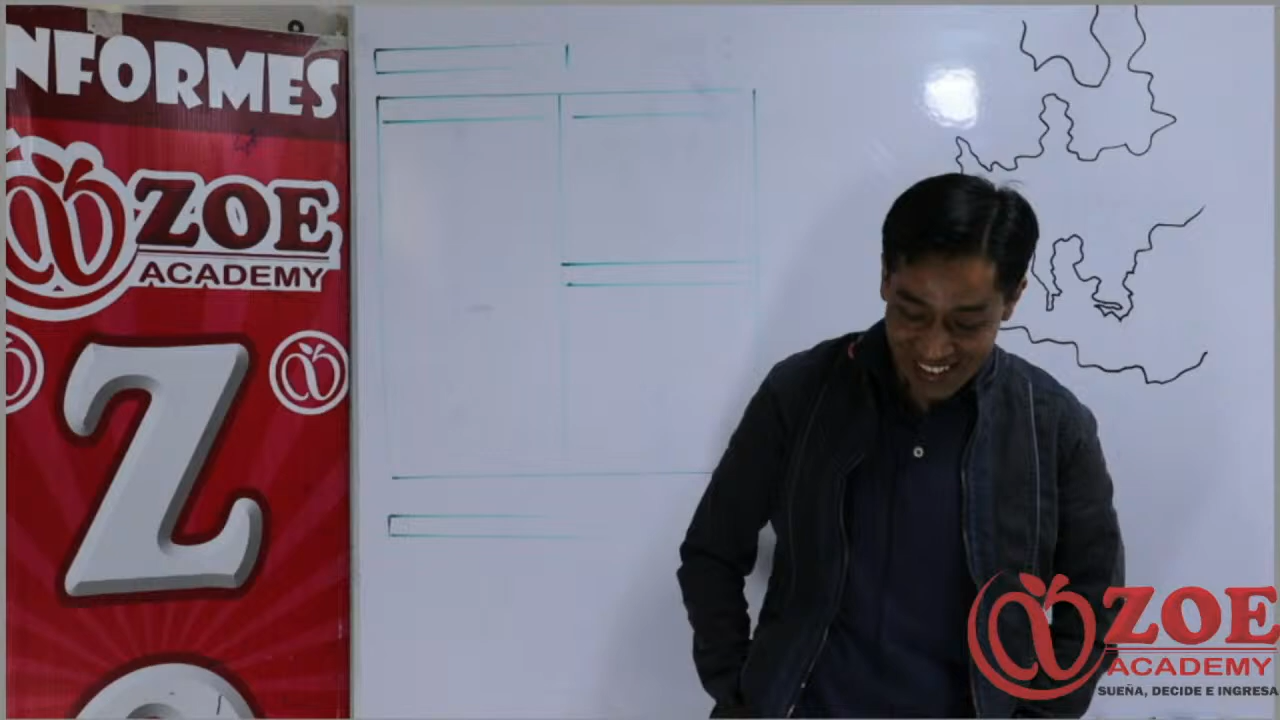 NFORMES
ZOE
ACADEMY
Z
ZOE
ACADEMY
SUEÑA, DECIDE E INGRESA